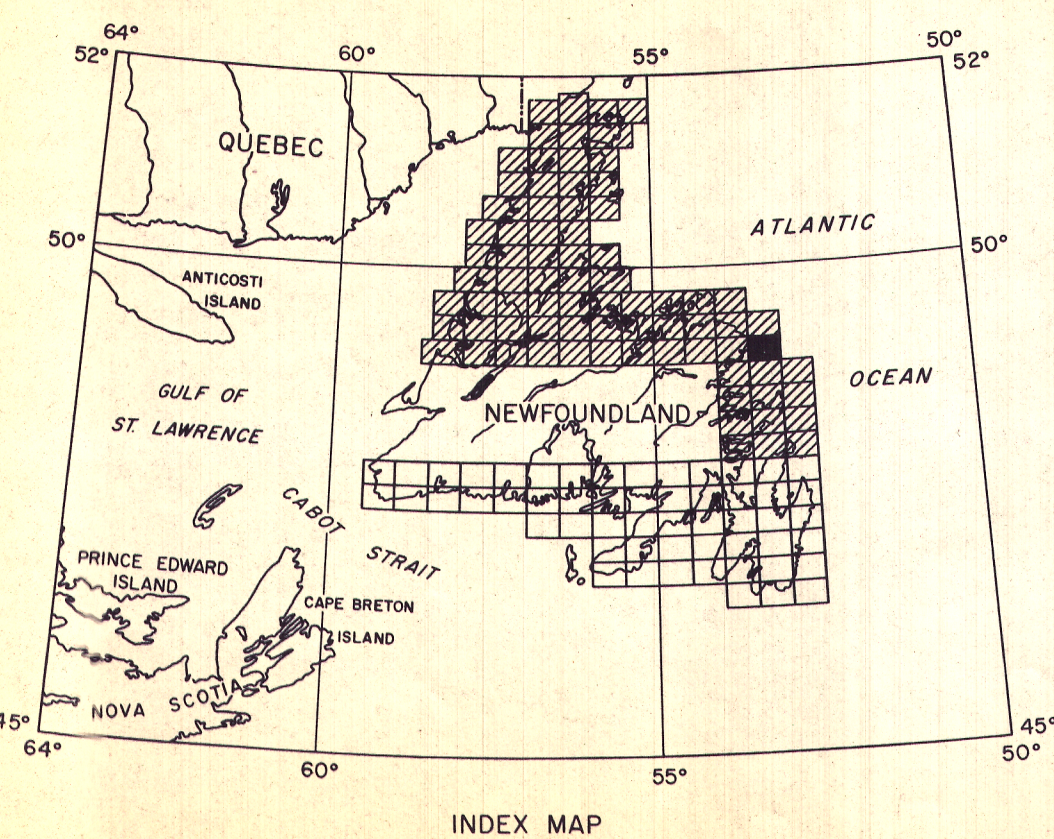 64°
60°
55°
50°
52°
52°
QUEBEC
ATLANTIC
50°
50°
ANTICOSTI
ISLAND
OCEAN
GULF OF
ST. LAWRENCE
NEWFOUNDLAND
CABOT
STRAIT
PRINCE EDWARD
ISLAND
CAPE BRETON
ISLAND
NOVA SCOTIA
45°
45°
64°
60°
55°
50°
INDEX MAP